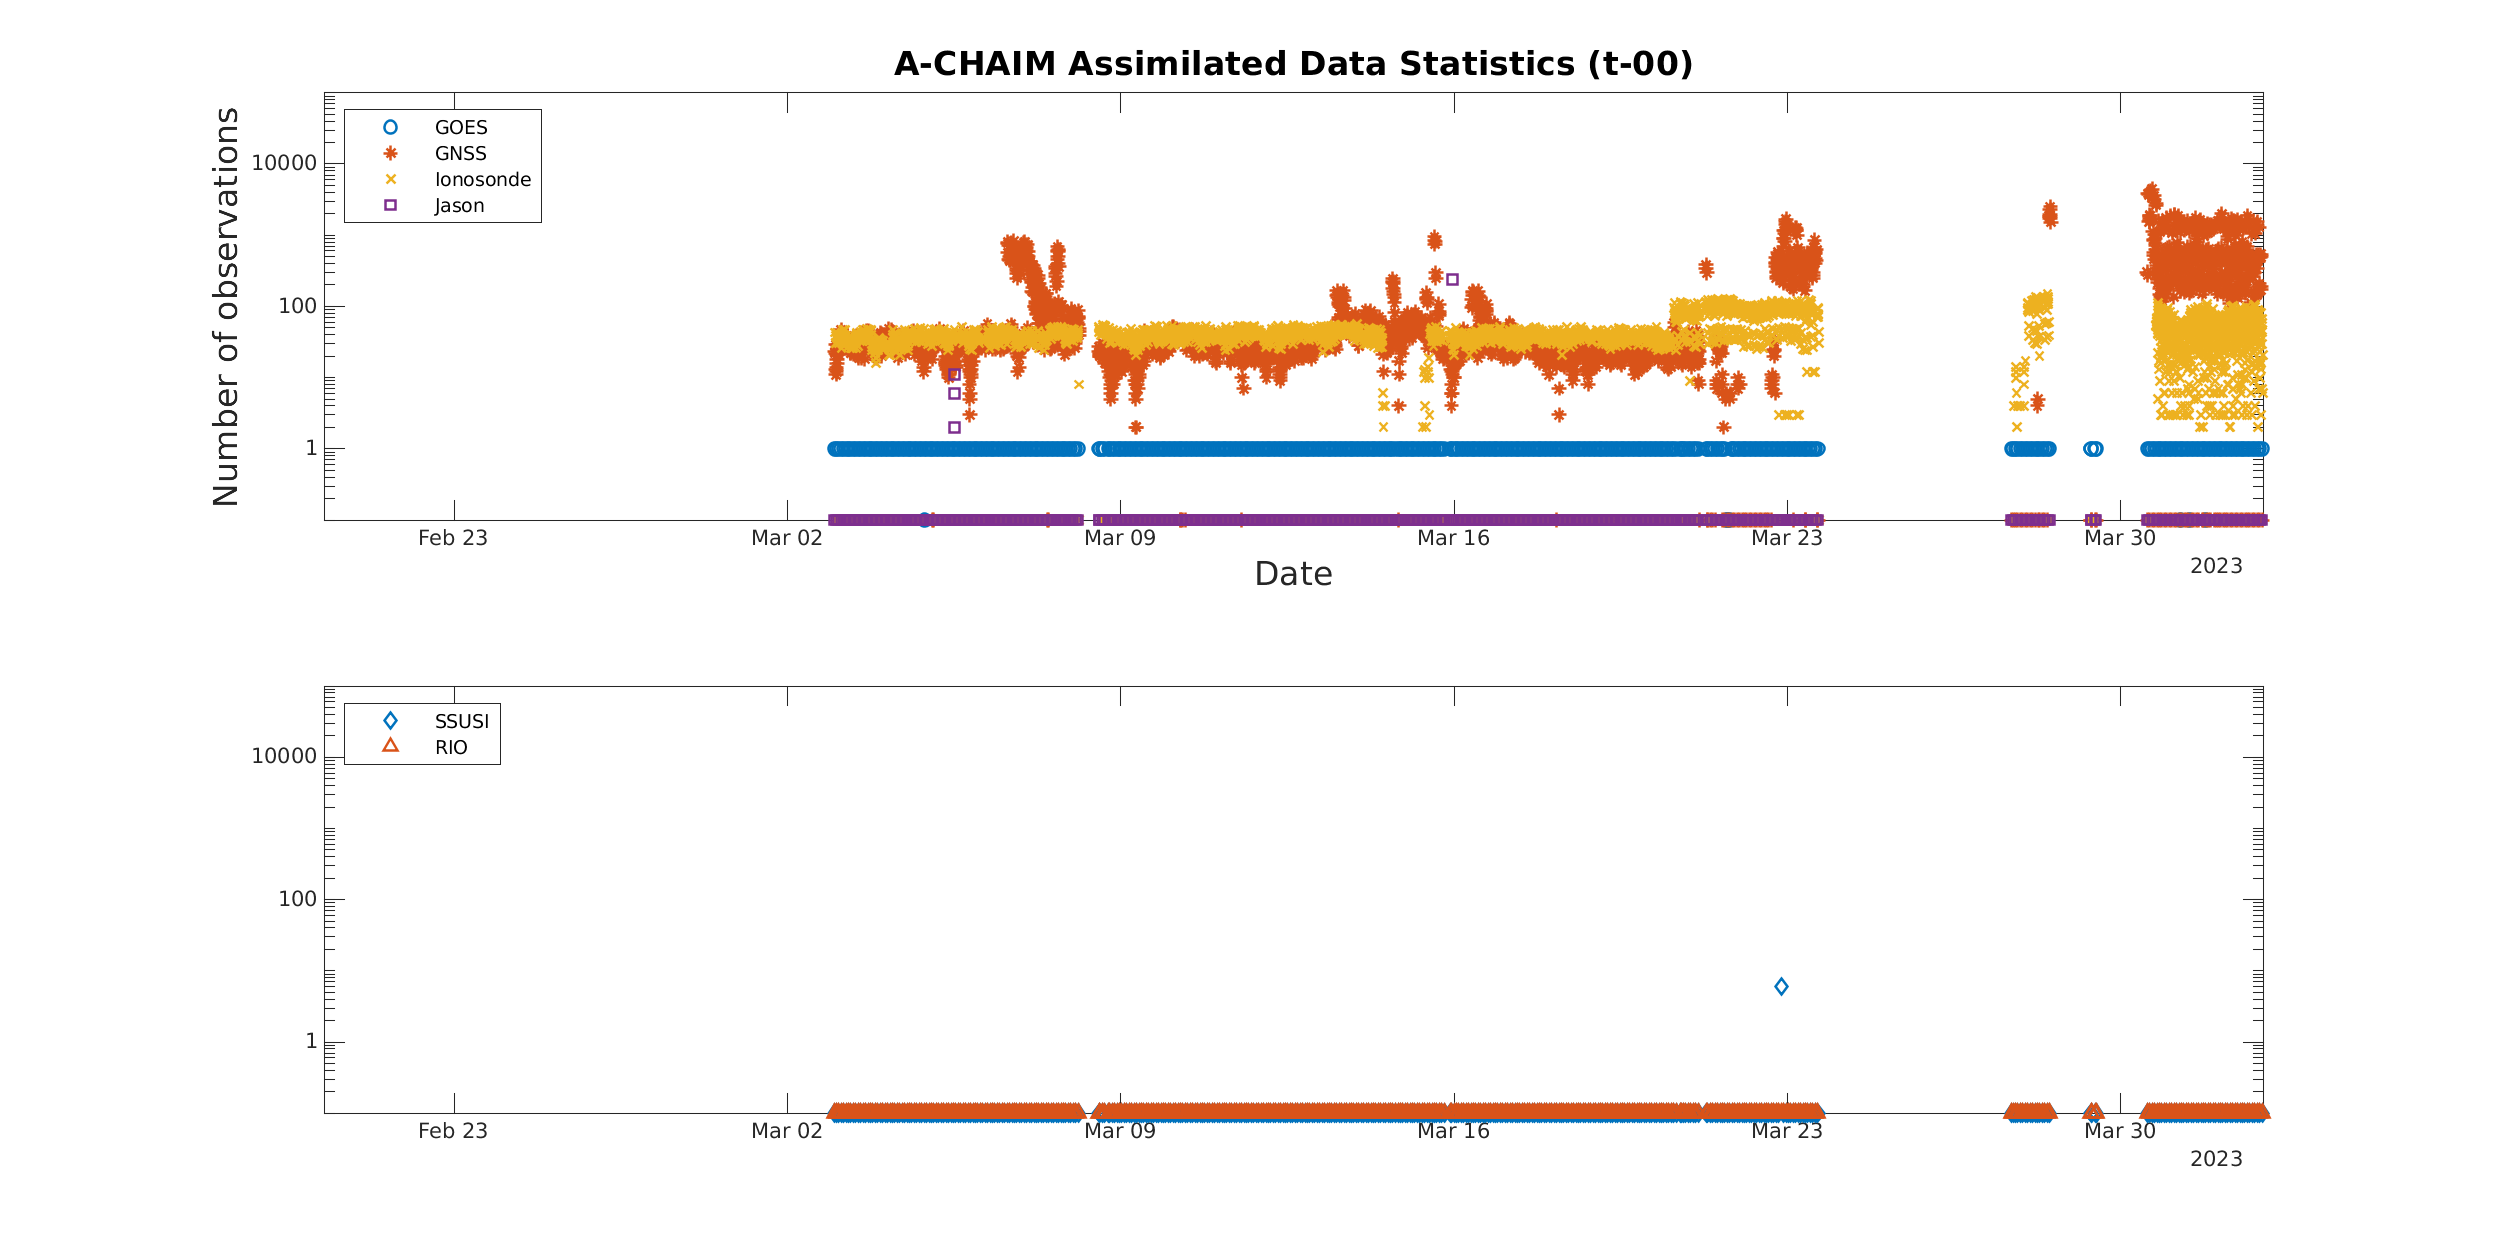 A-CHAIM Assimilated Data Statistics (t-00)
Number of observations
GOES
GNSS
Ionosonde
Jason
10000
100
1
Feb 23 Mar 02 Mar 09 Mar 16 Mar 23 Mar 30
2023
Date
SSUSI
RIO
10000
100
1
Feb 23 Mar 02 Mar 09 Mar 16 Mar 23 Mar 30
2023